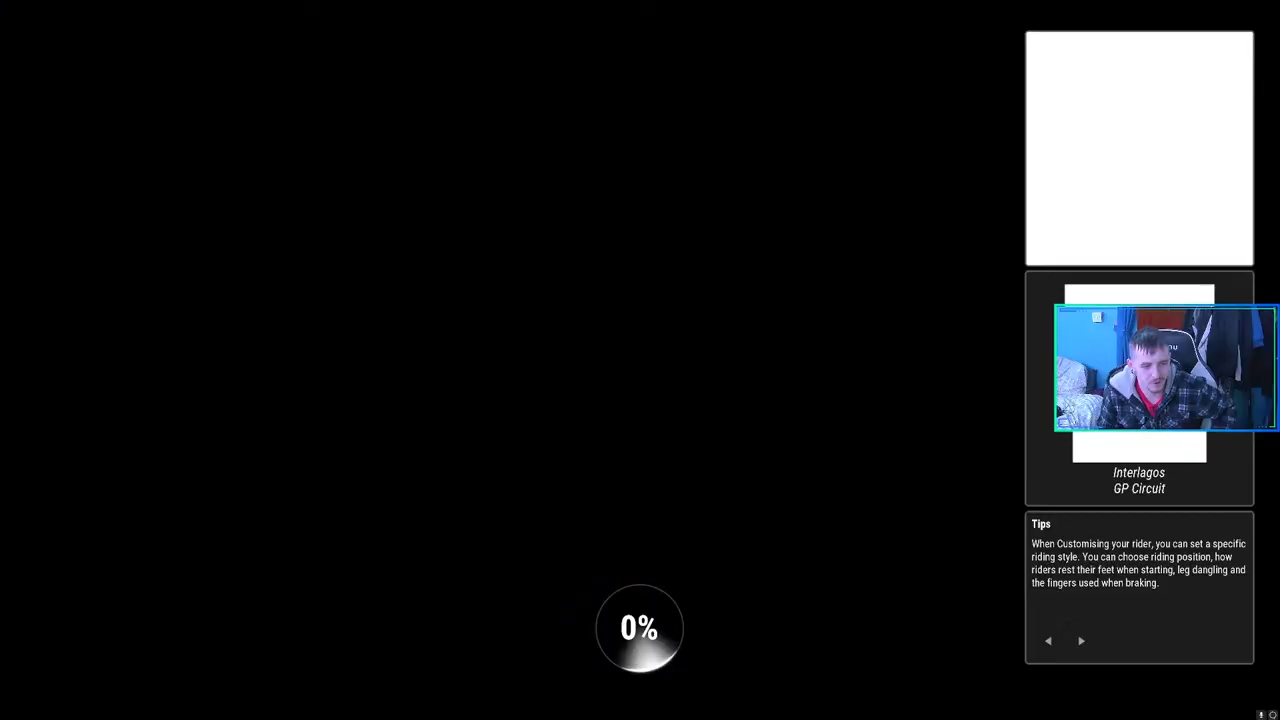 Interlagos
GP Circuit
Tips
When Customising your rider, you can set a specific
riding style. You can choose riding position, how
riders rest their feet when starting, leg dangling and
the fingers used when braking.
0%